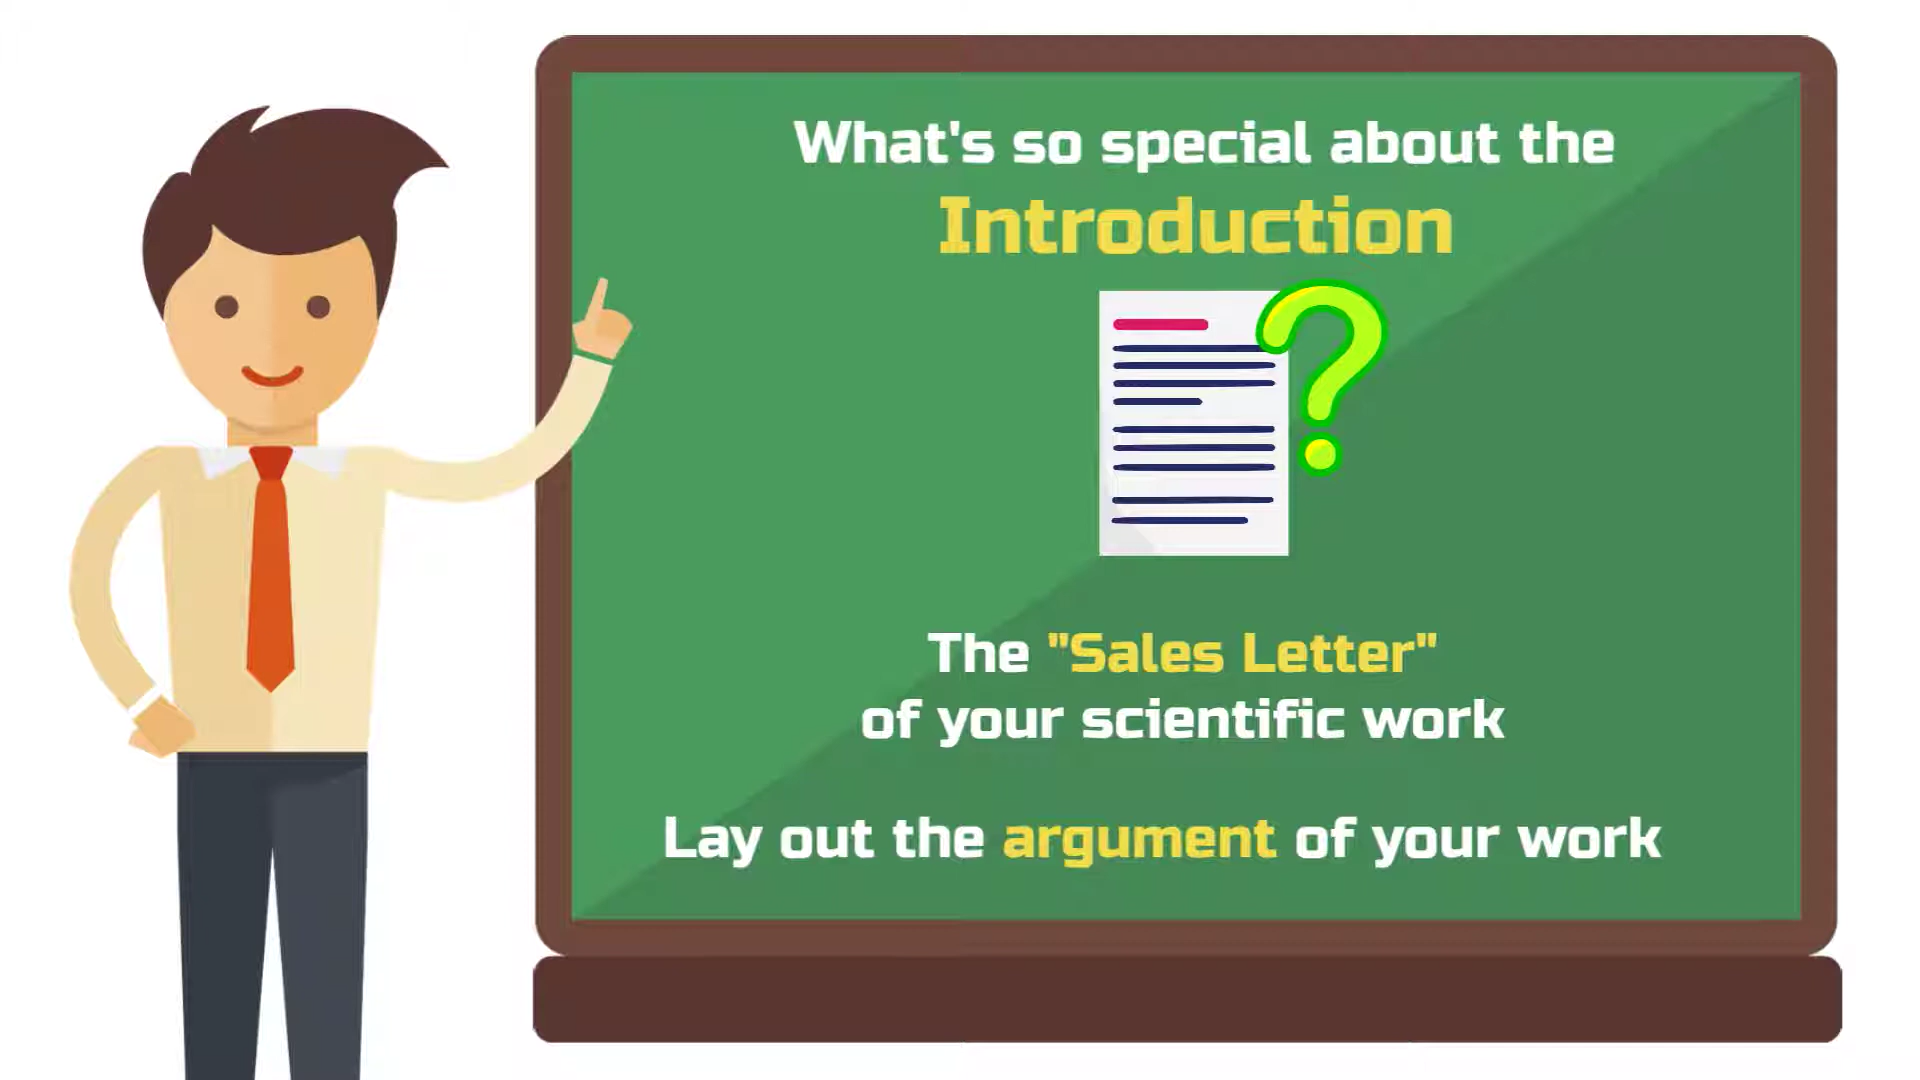 What's so special about the
Introduction
The "Sales Letter"
of your scientific work
Lay out the argument of your work